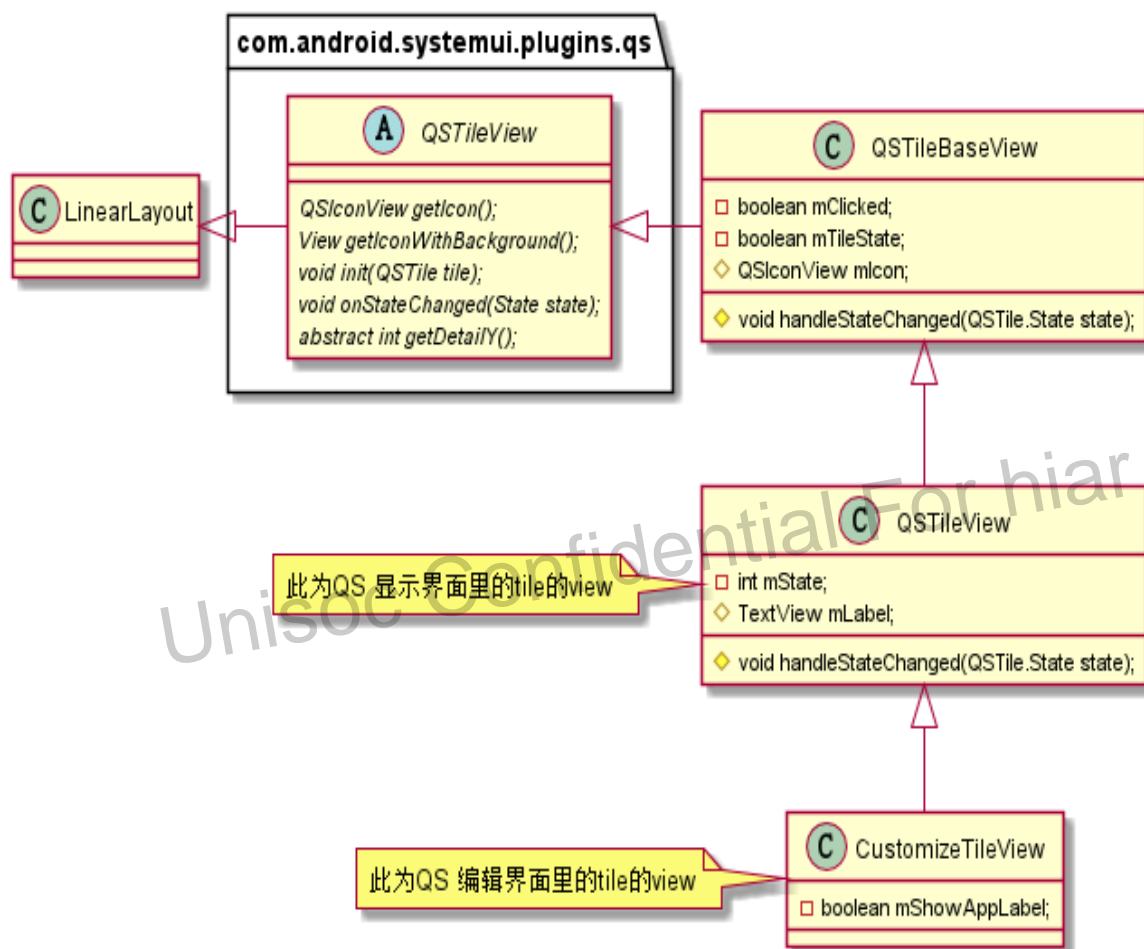 com.android.systemui.plugins.qs
A QSTileView
QSIconView getIcon();
View getIconWithBackground();
void init(QSTile tile);
void onStateChanged(State state);
abstract int getDetailY();
C LinearLayout
C QSTileBaseView
boolean mClicked;
boolean mTileState;
QSIconView mIcon;
void handleStateChanged(QSTile.State state);
C QSTileView
int mState;
TextView mLabel;
void handleStateChanged(QSTile.State state);
此为QS 显示界面里的tile的view
Unisoc Confidential For hiar
C CustomizeTileView
boolean mShowAppLabel;
此为QS 编辑界面里的tile的view